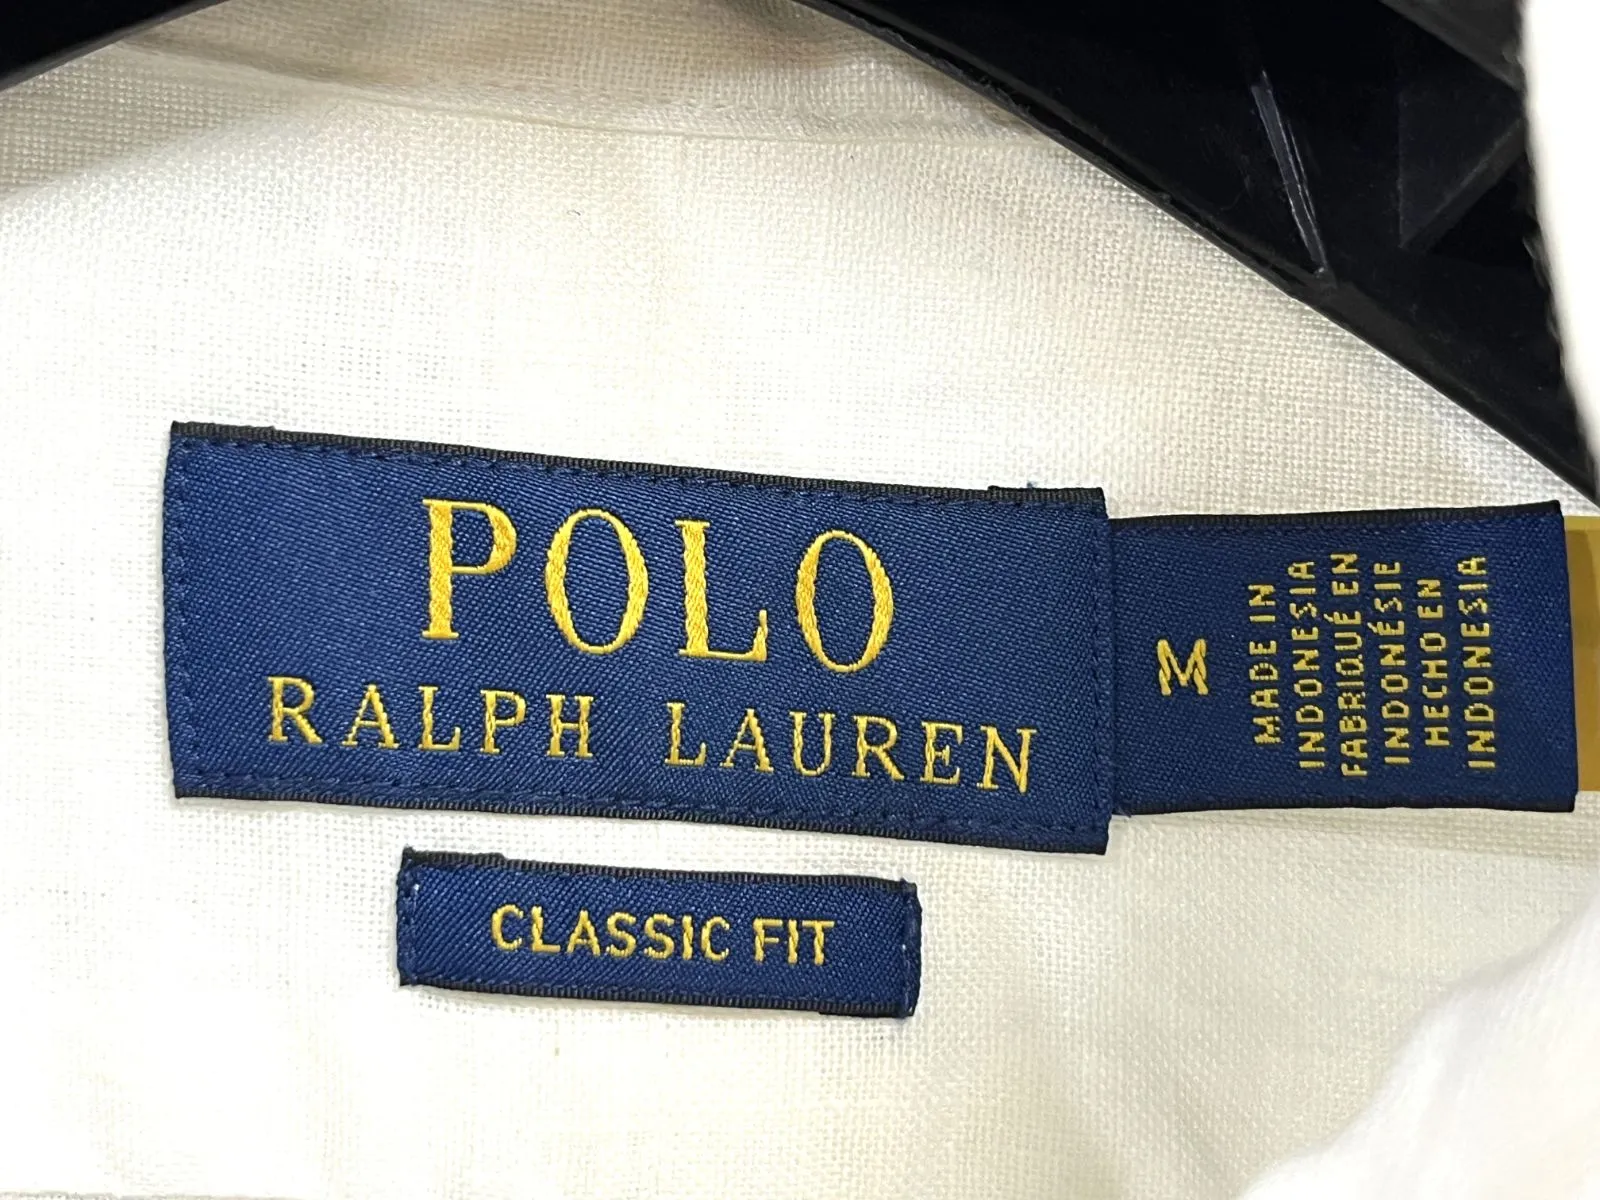 POLO
RALPH LAUREN
CLASSIC FIT
M
MADE IN
INDONESIA
FABRIQUÉ EN
INDONÉSIE
HECHO EN
INDONESIA